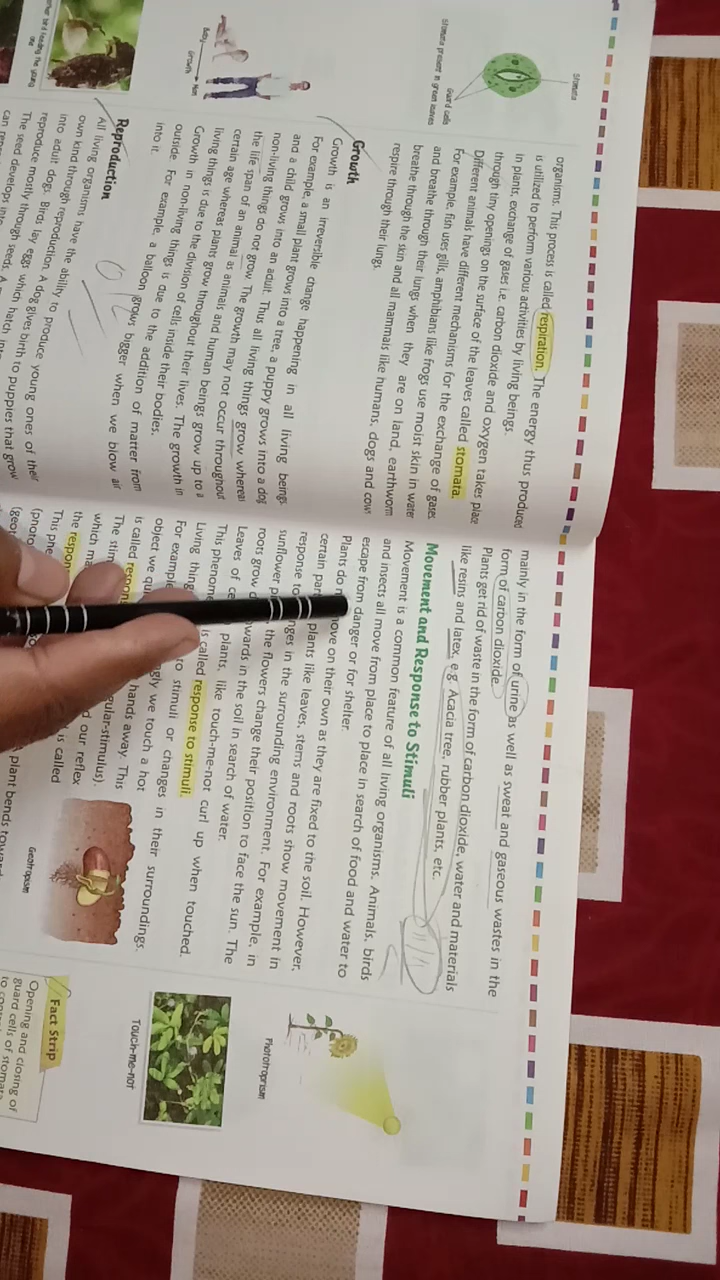 organisms. This process is called respiration. The energy thus produced
is utilized to perform various activities by living beings.
In plants, exchange of gases i.e. carbon dioxide and oxygen takes place
through tiny openings on the surface of the leaves called stomata.
Different animals have different mechanisms for the exchange of gases
For example, fish uses gills, amphibians like frogs use moist skin in water
and breathe through their lungs when they are on land, earthworm
breathe through the skin and all mammals like humans, dogs and cows
respire through their lungs.
Stomata
Guard cells
Stomata present in green leaves
Growth
Growth is an irreversible change happening in all living beings
For example, a small plant grows into a tree, a puppy grows into a dog
and a child grows into an adult. Thus all living things grow whereas
non-living things do not grow. The growth may not occur throughout
the life span of an animal as animals and human beings grow up to a
certain age whereas plants grow throughout their lives. The growth in
living things is due to the division of cells inside their bodies.
Growth in non-living things is due to the addition of matter from
outside. For example, a balloon grows bigger when we blow air
into it.
Baby
Growth
Man
Reproduction
All living organisms have the ability to produce young ones of their
own kind through reproduction. A dog gives birth to puppies that grow
into adult dogs. Birds lay eggs which hatch into
reproduce mostly through seeds.
The seed develops into
bird feeding the young
one
mainly in the form of urine as well as sweat and gaseous wastes in the
form of carbon dioxide.
Plants get rid of waste in the form of carbon dioxide, water and materials
like resins and latex, e.g. Acacia tree, rubber plants, etc.
Movement and Response to Stimuli
Movement is a common feature of all living organisms. Animals, birds
and insects all move from place to place in search of food and water to
escape from danger or for shelter.
Plants do move on their own as they are fixed to the soil. However,
certain plants like leaves, stems and roots show movement in
response to in the surrounding environment. For example, in
sunflower the flowers change their position to face the sun. The
roots grow in the soil in search of water.
Leaves of plants, like touch-me-not curl up when touched.
This is called response to stimuli.
Living to stimuli or changes in their surroundings.
For example we touch a hot
object we hands away. This
is called
The our reflex
which is called
the
This plant bends
Phototropism
Touch-me-not
Geotropism
Fact Strip
Opening and closing of
guard cells of